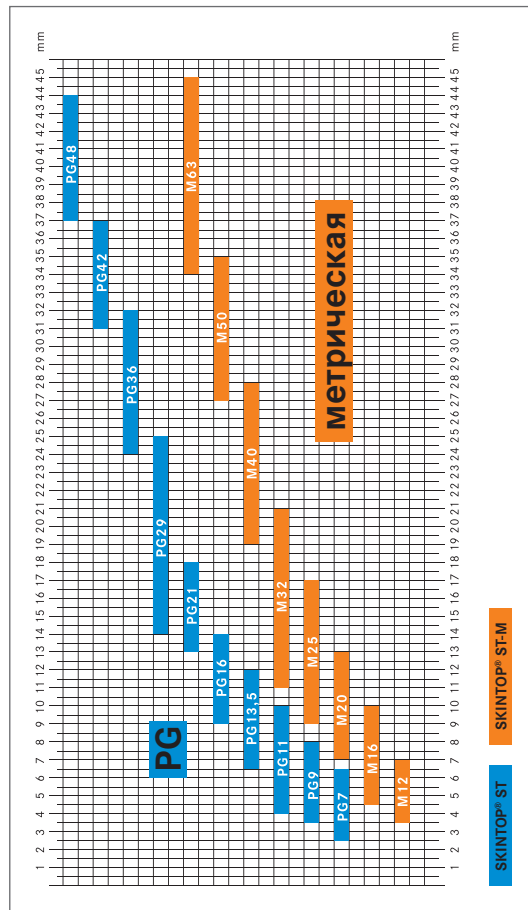 1 2 3 4 5 6 7 8 9 10 11 12 13 14 15 16 17 18 19 20 21 22 23 24 25 26 27 28 29 30 31 32 33 34 35 36 37 38 39 40 41 42 43 44 45 mm
PG48
PG42
PG36
PG PG29
PG21 M63
PG16 M50
PG13,5 M40
PG11 M32
PG9 M25
PG7 M20 метрическая
M16
M12
1 2 3 4 5 6 7 8 9 10 11 12 13 14 15 16 17 18 19 20 21 22 23 24 25 26 27 28 29 30 31 32 33 34 35 36 37 38 39 40 41 42 43 44 45 mm
SKINTOP® ST SKINTOP® ST-M